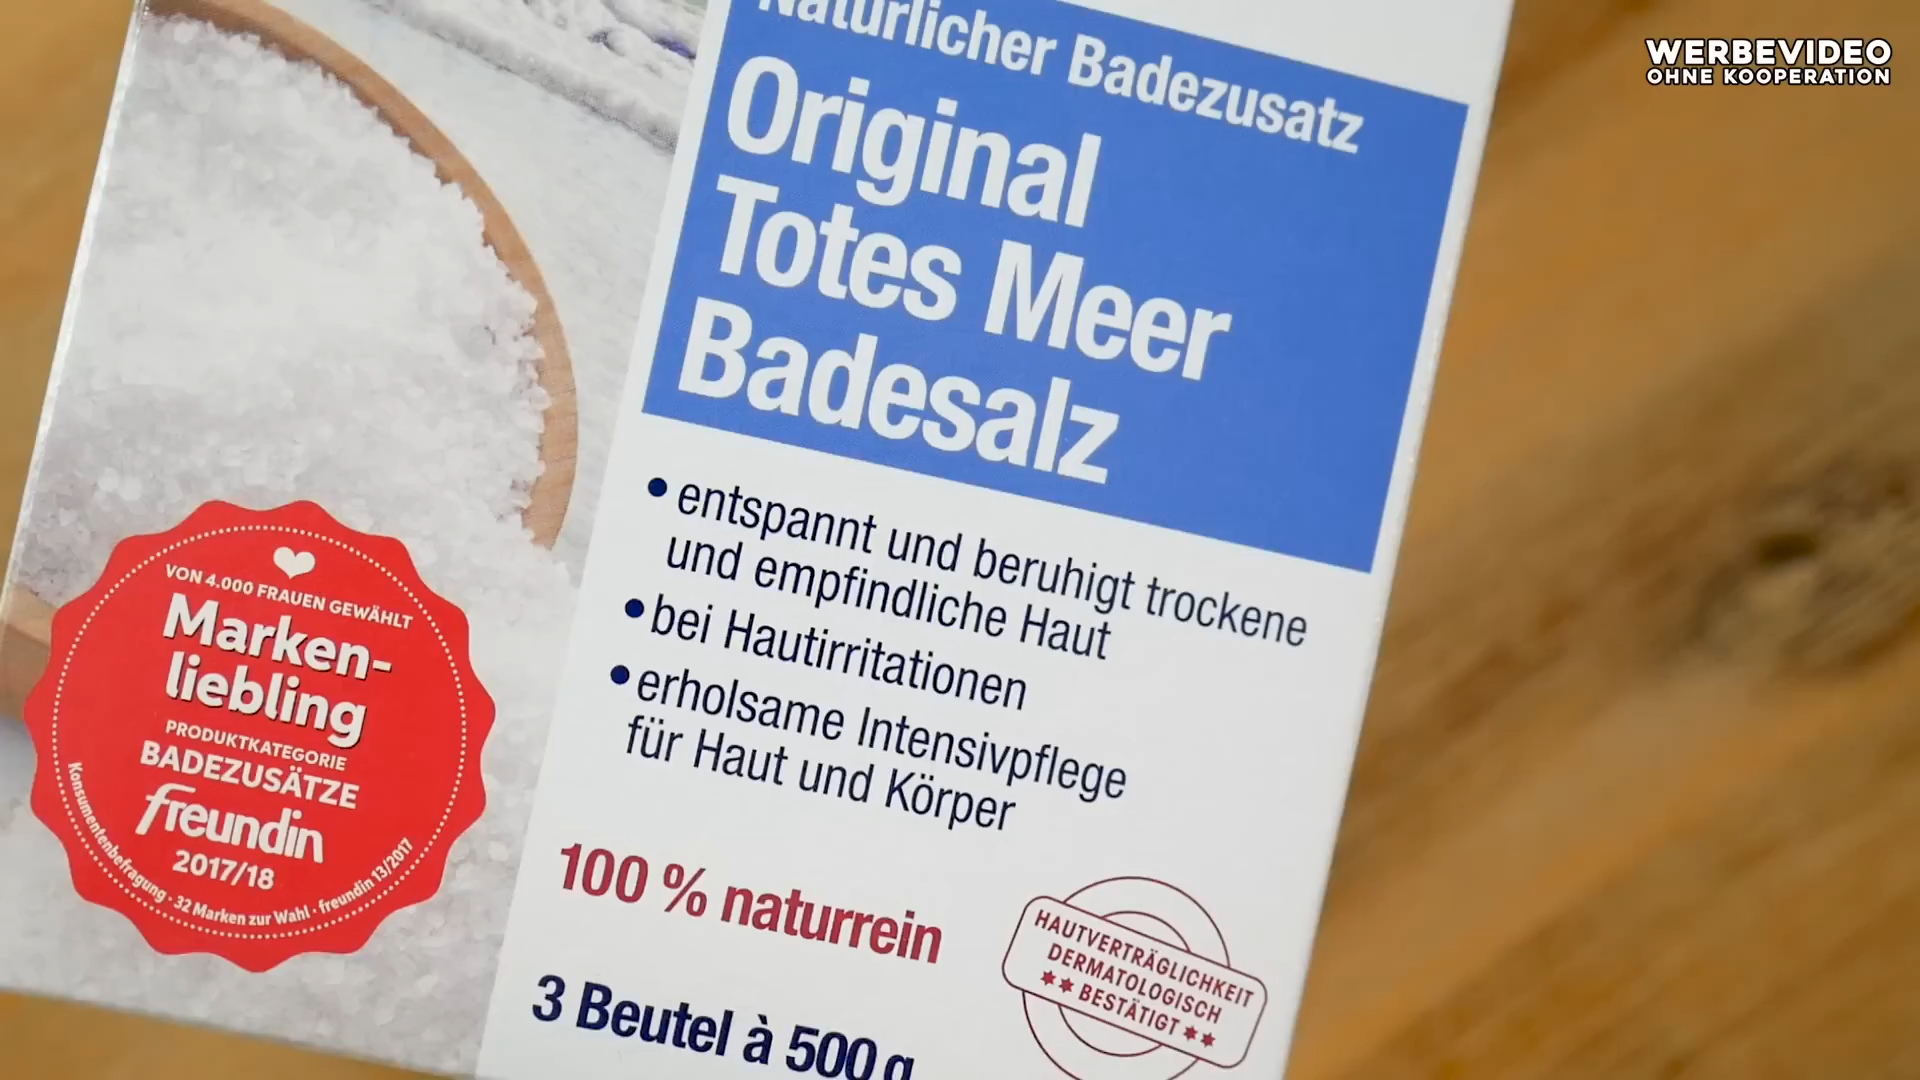 WERBEVIDEO
OHNE KOOPERATION
Natürlicher Badezusatz
Original
Totes Meer
Badesalz
• entspannt und beruhigt trockene
und empfindliche Haut
• bei Hautirritationen
• erholsame Intensivpflege
für Haut und Körper
100 % naturrein
3 Beutel à 500 g
HAUTVERTRÄGLICHKEIT
DERMATOLOGISCH
BESTÄTIGT
VON 4.000 FRAUEN GEWÄHLT
Marken-
liebling
PRODUKTKATEGORIE
BADEZUSÄTZE
freundin
2017/18
Konsumentenbefragung · 32 Marken zur Wahl · freundin 13/2017